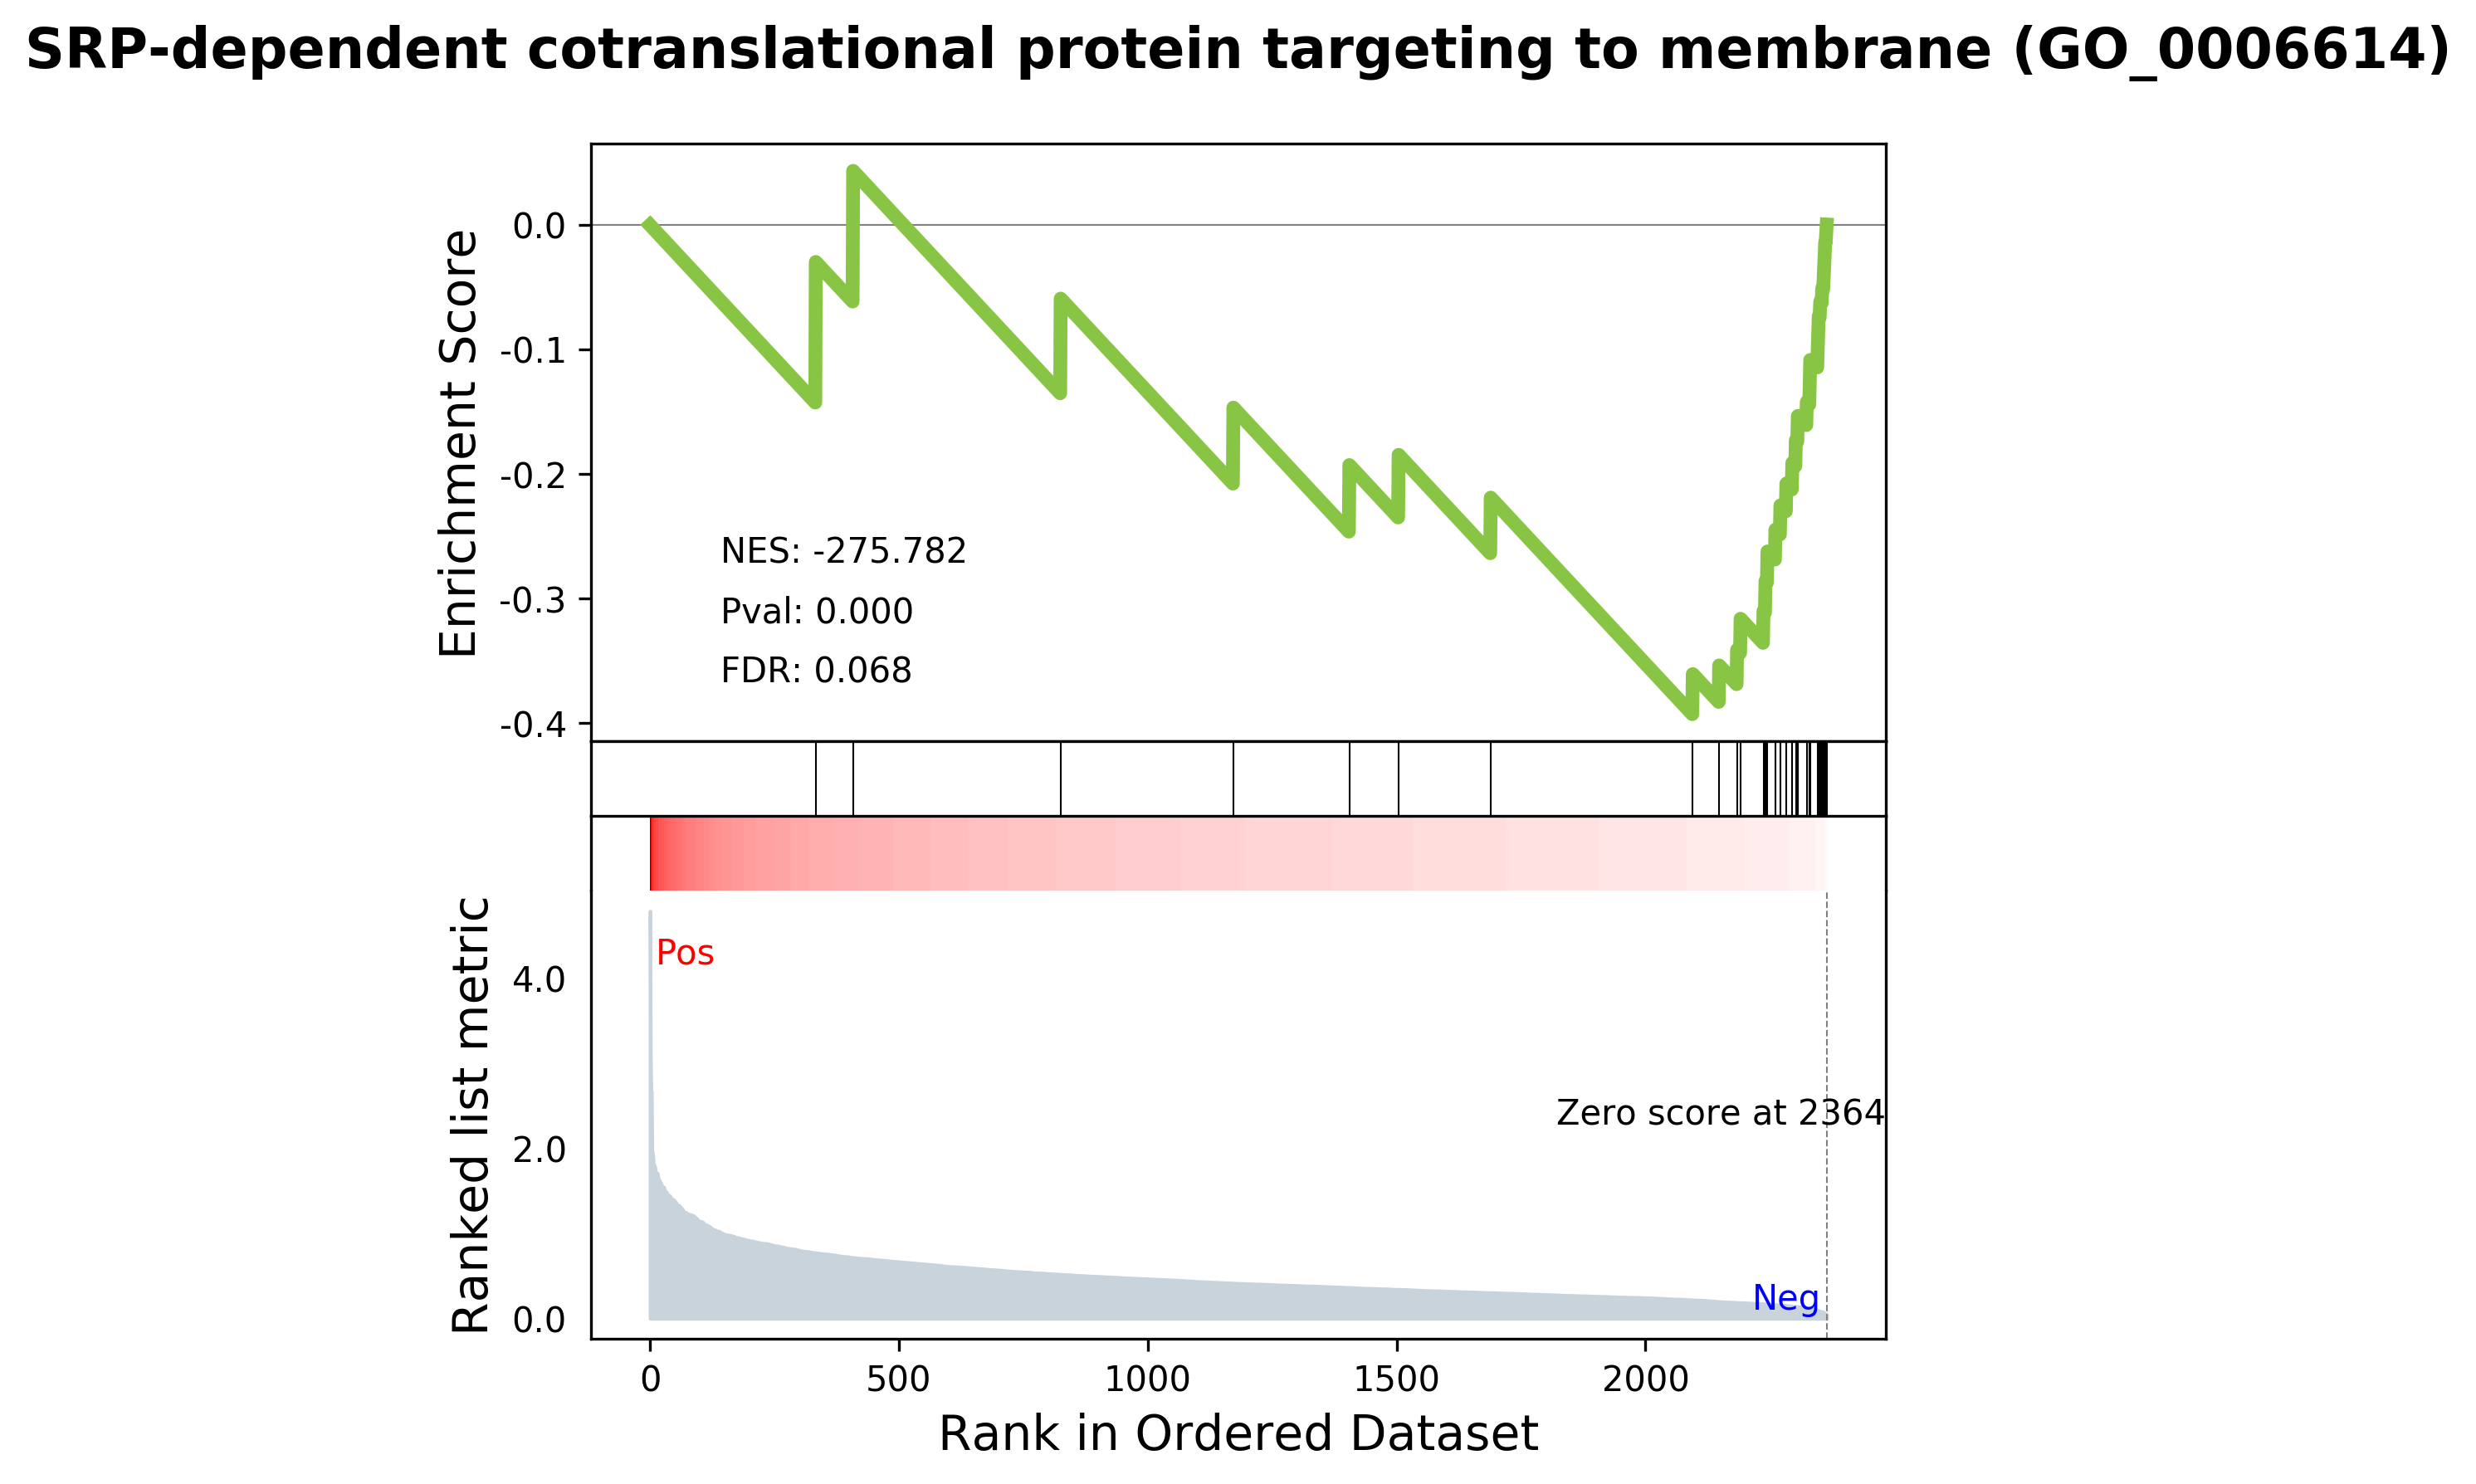 SRP-dependent cotranslational protein targeting to membrane (GO_0006614)
Enrichment Score
0.0
-0.1
-0.2
-0.3
-0.4
NES: -275.782
Pval: 0.000
FDR: 0.068
Ranked list metric
4.0
2.0
0.0
Pos
Zero score at 2364
Neg
0 500 1000 1500 2000
Rank in Ordered Dataset